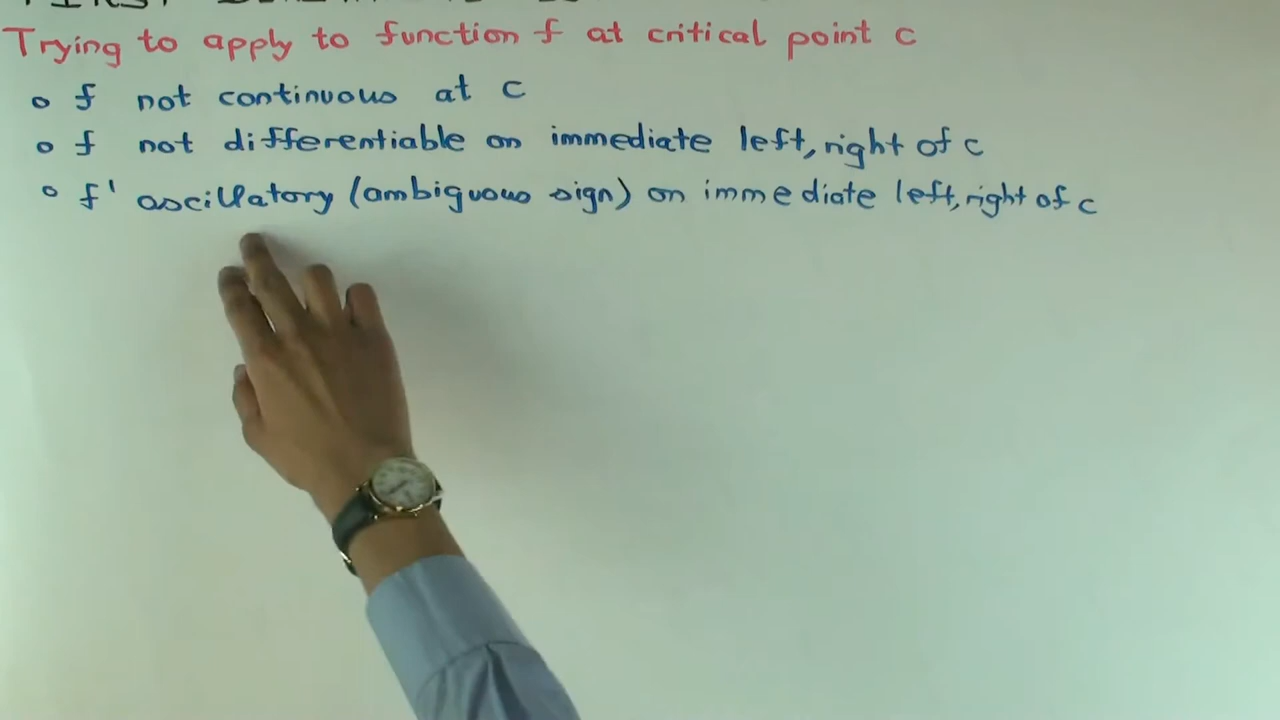 Trying to apply to function f at critical point c
o f not continuous at c
o f not differentiable on immediate left, right of c
o f' oscillatory (ambiguous sign) on immediate left, right of c